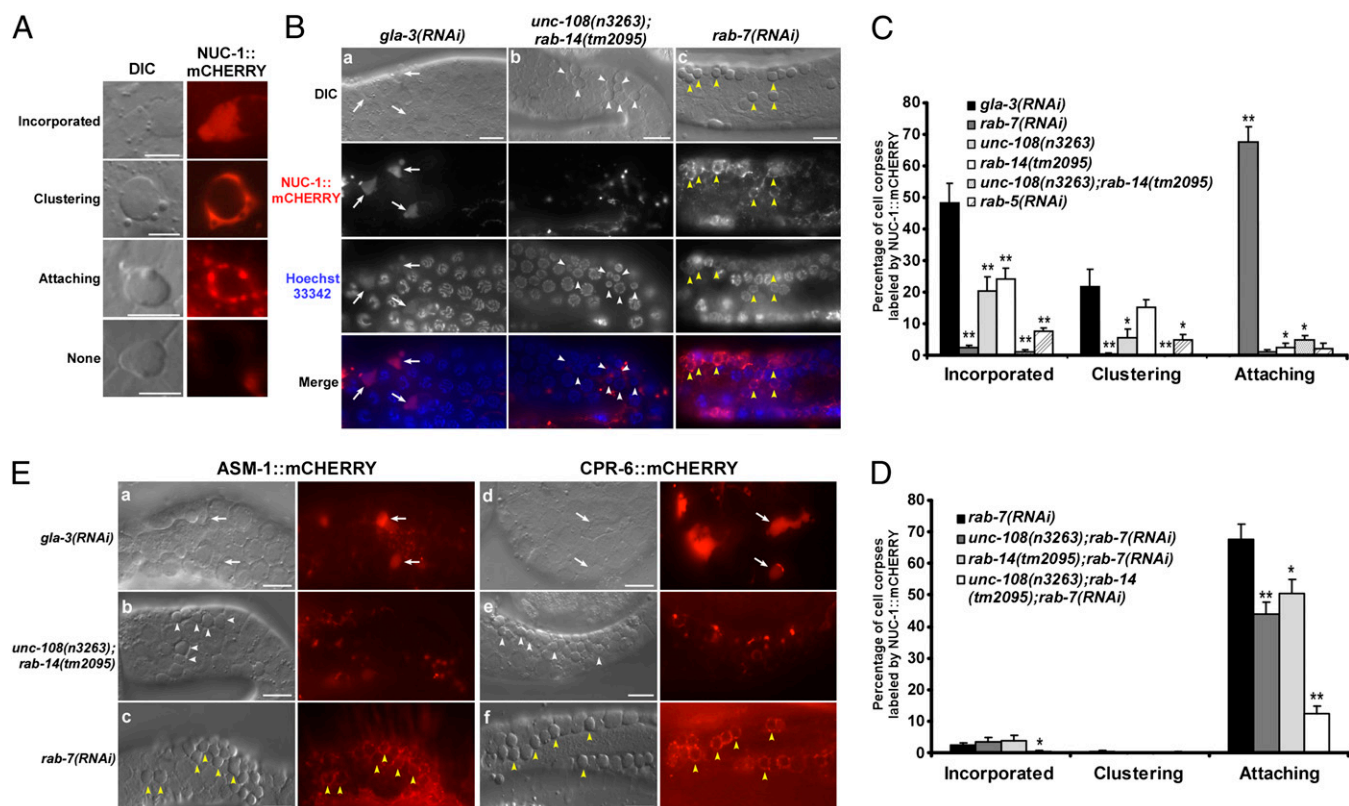 A
DIC
NUC-1::
mCHERRY
Incorporated
Clustering
Attaching
None
B
gla-3(RNAi)
unc-108(n3263);
rab-14(tm2095)
rab-7(RNAi)
a
b
c
DIC
NUC-1::
mCHERRY
Hoechst
33342
Merge
C
Percentage of cell corpses
labeled by NUC-1::mCHERRY
80
70
60
50
40
30
20
10
0
gla-3(RNAi)
rab-7(RNAi)
unc-108(n3263)
rab-14(tm2095)
unc-108(n3263);rab-14(tm2095)
rab-5(RNAi)
** ** ** ** **
** * ** *
** * *
Incorporated
Clustering
Attaching
E
ASM-1::mCHERRY
CPR-6::mCHERRY
gla-3(RNAi)
a
d
unc-108(n3263);
rab-14(tm2095)
b
e
rab-7(RNAi)
c
f
D
Percentage of cell corpses
labeled by NUC-1::mCHERRY
80
70
60
50
40
30
20
10
0
rab-7(RNAi)
unc-108(n3263);rab-7(RNAi)
rab-14(tm2095);rab-7(RNAi)
unc-108(n3263);rab-14
(tm2095);rab-7(RNAi)
*
** * **
Incorporated
Clustering
Attaching